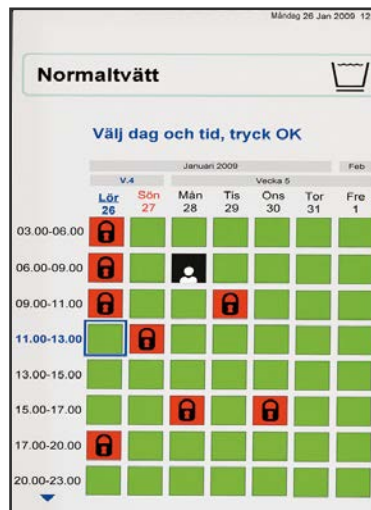 Måndag 26 Jan 2009 12
Normaltvätt
Välj dag och tid, tryck OK
Januari 2009 Feb
V.4 Vecka 5
Lör Sön Mån Tis Ons Tor Fre
26 27 28 29 30 31 1
03.00-06.00
06.00-09.00
09.00-11.00
11.00-13.00
13.00-15.00
15.00-17.00
17.00-20.00
20.00-23.00